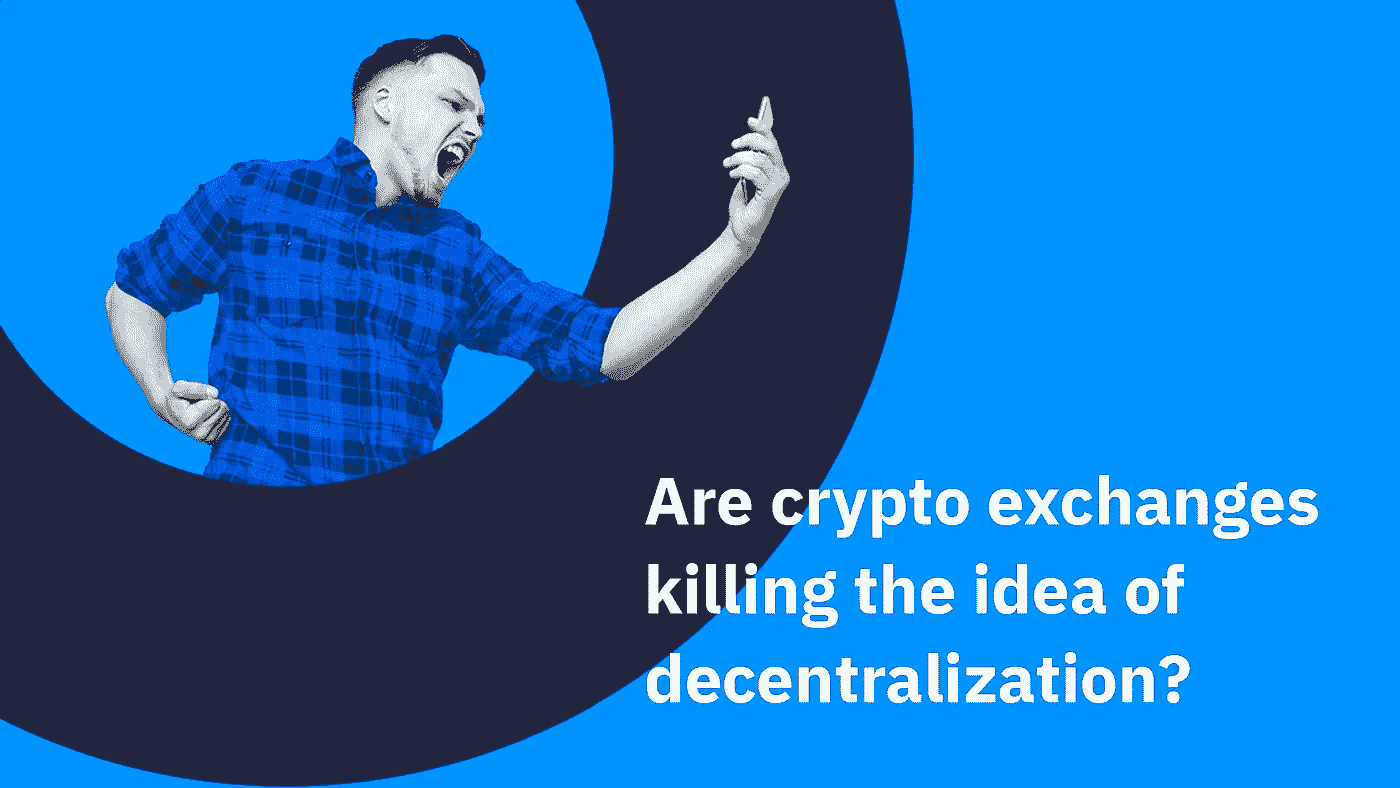 Are crypto exchanges
killing the idea of
decentralization?